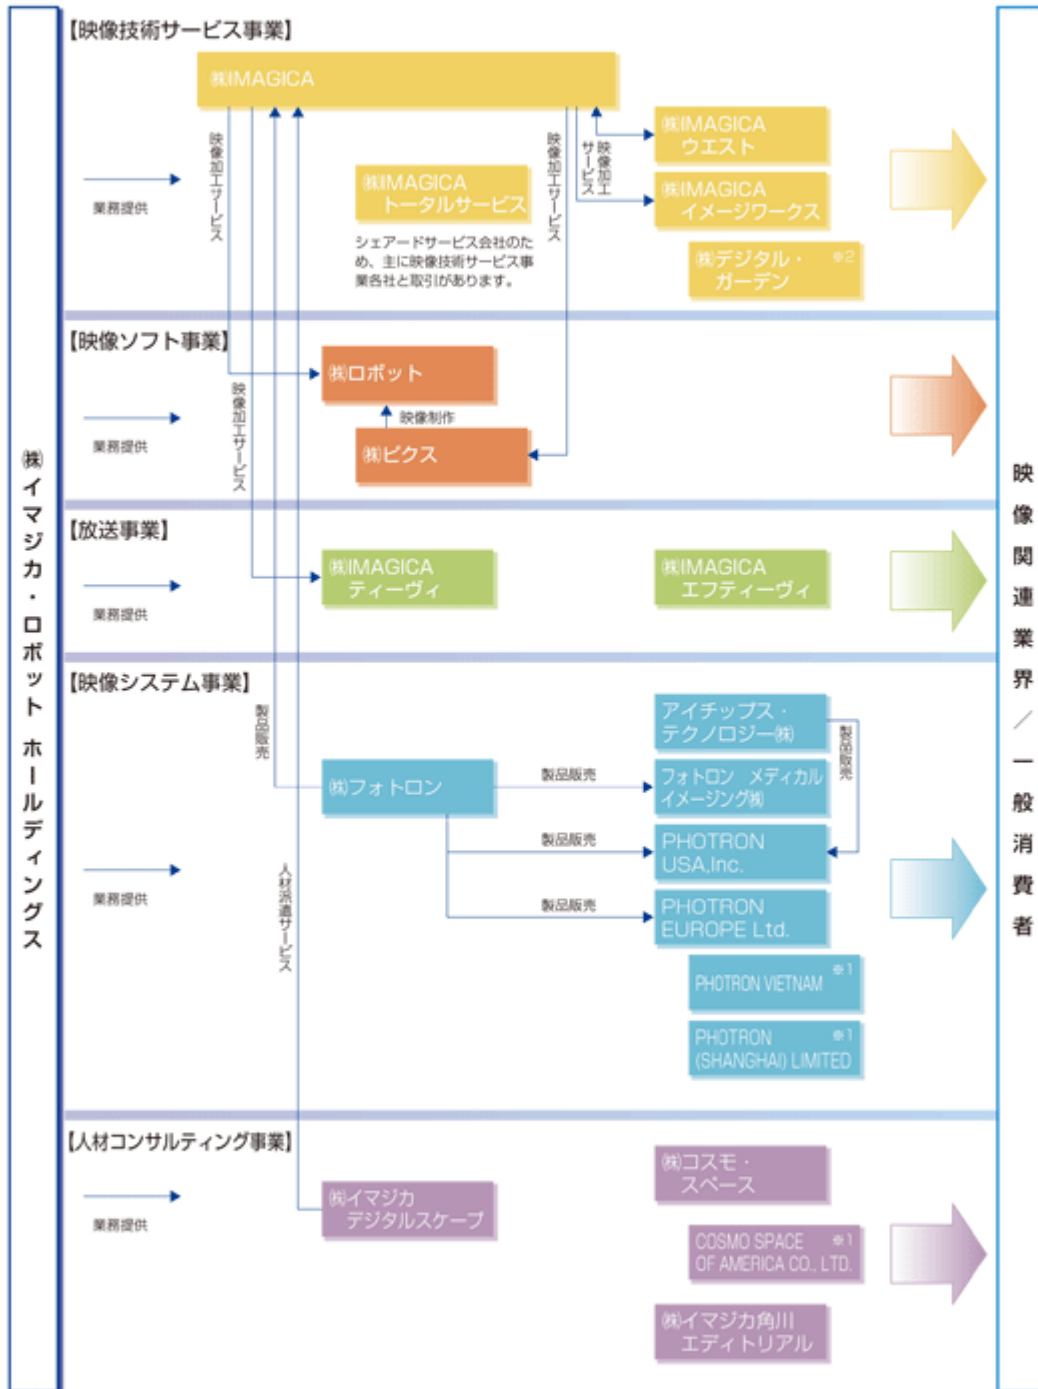 ㈱イマジカ・ロボット ホールディングス
【映像技術サービス事業】
㈱IMAGICA
映像加工サービス
映像加工サービス
映像加工
サービス
㈱IMAGICA
ウエスト
業務提供
㈱IMAGICA
トータルサービス
㈱IMAGICA
イメージワークス
シェアードサービス会社のた
め、主に映像技術サービス事
業各社と取引があります。
㈱デジタル・ ※2
ガーデン
【映像ソフト事業】
㈱ロボット
映像加工サービス
業務提供
映像制作
㈱ピクス
【放送事業】
㈱IMAGICA
ティーヴィ
㈱IMAGICA
エフティーヴィ
業務提供
【映像システム事業】
製品販売
アイチップス・
テクノロジー㈱
製品販売
㈱フォトロン
製品販売
フォトロン メディカル
イメージング㈱
製品販売
PHOTRON
USA,Inc.
人材派遣サービス
業務提供
製品販売
PHOTRON
EUROPE Ltd.
PHOTRON VIETNAM ※1
PHOTRON ※1
(SHANGHAI) LIMITED
【人材コンサルティング事業】
㈱コスモ・
スペース
業務提供
㈱イマジカ
デジタルスケープ
COSMO SPACE ※1
OF AMERICA CO., LTD.
㈱イマジカ角川
エディトリアル
映像関連業界／一般消費者